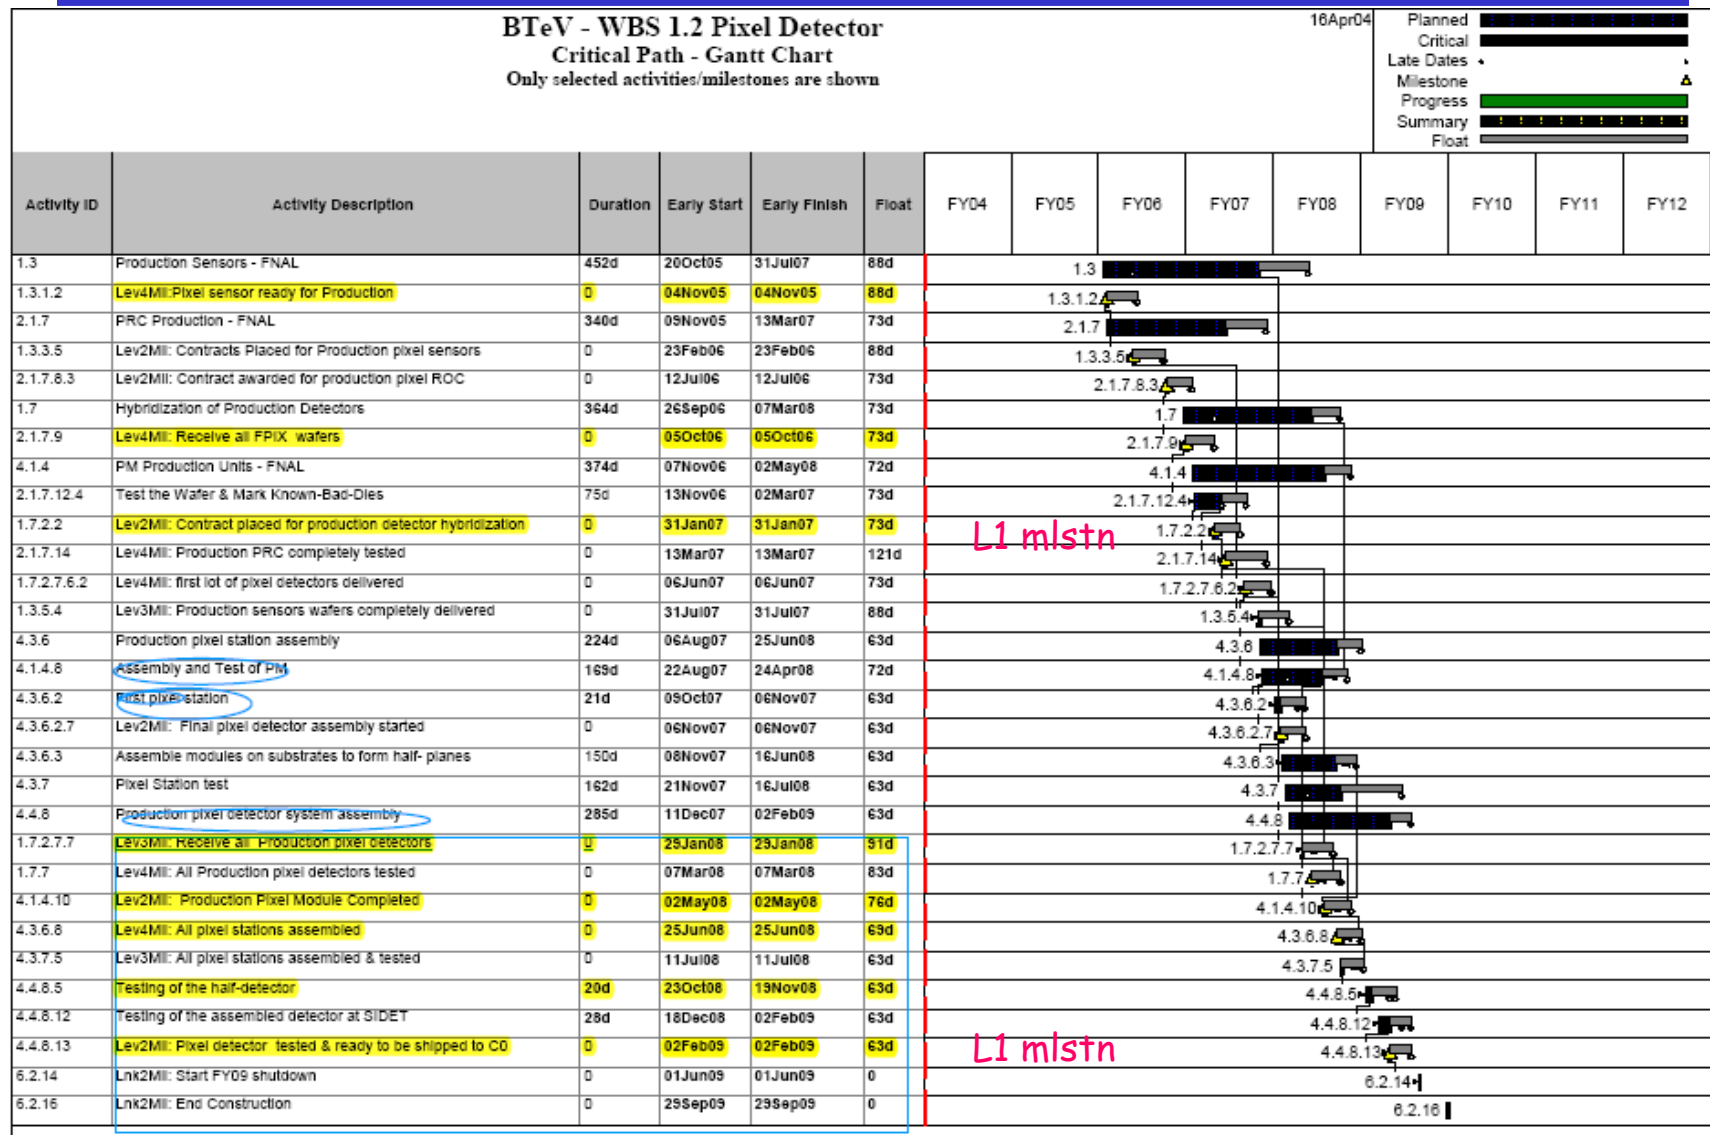 BTeV - WBS 1.2 Pixel Detector
Critical Path - Gantt Chart
Only selected activities/milestones are shown
16Apr04
Planned
Critical
Late Dates
Milestone
Progress
Summary
Float
Activity ID Activity Description Duration Early Start Early Finish Float FY04 FY05 FY06 FY07 FY08 FY09 FY10 FY11 FY12
1.3 Production Sensors - FNAL 452d 20Oct05 31Jul07 88d 1.3
1.3.1.2 Lev4Mil:Pixel sensor ready for Production 0 04Nov05 04Nov05 88d 1.3.1.2
2.1.7 PRC Production - FNAL 340d 09Nov05 13Mar07 73d 2.1.7
1.3.3.5 Lev2Mil: Contracts Placed for Production pixel sensors 0 23Feb06 23Feb06 88d 1.3.3.5
2.1.7.8.3 Lev2Mil: Contract awarded for production pixel ROC 0 12Jul06 12Jul06 73d 2.1.7.8.3
1.7 Hybridization of Production Detectors 364d 26Sep06 07Mar08 73d 1.7
2.1.7.9 Lev4Mil: Receive all FPIX wafers 0 05Oct06 05Oct06 73d 2.1.7.9
4.1.4 PM Production Units - FNAL 374d 07Nov06 02May08 72d 4.1.4
2.1.7.12.4 Test the Wafer & Mark Known-Bad-Dies 75d 13Nov06 02Mar07 73d 2.1.7.12.4
1.7.2.2 Lev2Mil: Contract placed for production detector hybridization 0 31Jan07 31Jan07 73d L1 mlstn 1.7.2.2
2.1.7.14 Lev4Mil: Production PRC completely tested 0 13Mar07 13Mar07 121d 2.1.7.14
1.7.2.7.6.2 Lev4Mil: first lot of pixel detectors delivered 0 06Jun07 06Jun07 73d 1.7.2.7.6.2
1.3.5.4 Lev3Mil: Production sensors wafers completely delivered 0 31Jul07 31Jul07 88d 1.3.5.4
4.3.6 Production pixel station assembly 224d 06Aug07 25Jun08 63d 4.3.6
4.1.4.8 Assembly and Test of PM 169d 22Aug07 24Apr08 72d 4.1.4.8
4.3.6.2 First pixel station 21d 09Oct07 06Nov07 63d 4.3.6.2
4.3.6.2.7 Lev2Mil: Final pixel detector assembly started 0 06Nov07 06Nov07 63d 4.3.6.2.7
4.3.6.3 Assemble modules on substrates to form half- planes 150d 08Nov07 16Jun08 63d 4.3.6.3
4.3.7 Pixel Station test 162d 21Nov07 16Jul08 63d 4.3.7
4.4.8 Production pixel detector system assembly 285d 11Dec07 02Feb09 63d 4.4.8
1.7.2.7.7 Lev3Mil: Receive all Production pixel detectors 0 29Jan08 29Jan08 91d 1.7.2.7.7
1.7.7 Lev4Mil: All Production pixel detectors tested 0 07Mar08 07Mar08 83d 1.7.7
4.1.4.10 Lev2Mil: Production Pixel Module Completed 0 02May08 02May08 76d 4.1.4.10
4.3.6.8 Lev4Mil: All pixel stations assembled 0 25Jun08 25Jun08 69d 4.3.6.8
4.3.7.5 Lev3Mil: All pixel stations assembled & tested 0 11Jul08 11Jul08 63d 4.3.7.5
4.4.8.5 Testing of the half-detector 20d 23Oct08 19Nov08 63d 4.4.8.5
4.4.8.12 Testing of the assembled detector at SIDET 28d 18Dec08 02Feb09 63d 4.4.8.12
4.4.8.13 Lev2Mil: Pixel detector tested & ready to be shipped to C0 0 02Feb09 02Feb09 63d L1 mlstn 4.4.8.13
6.2.14 Lnk2Mil: Start FY09 shutdown 0 01Jun09 01Jun09 0 6.2.14
6.2.16 Lnk2Mil: End Construction 0 29Sep09 29Sep09 0 6.2.16